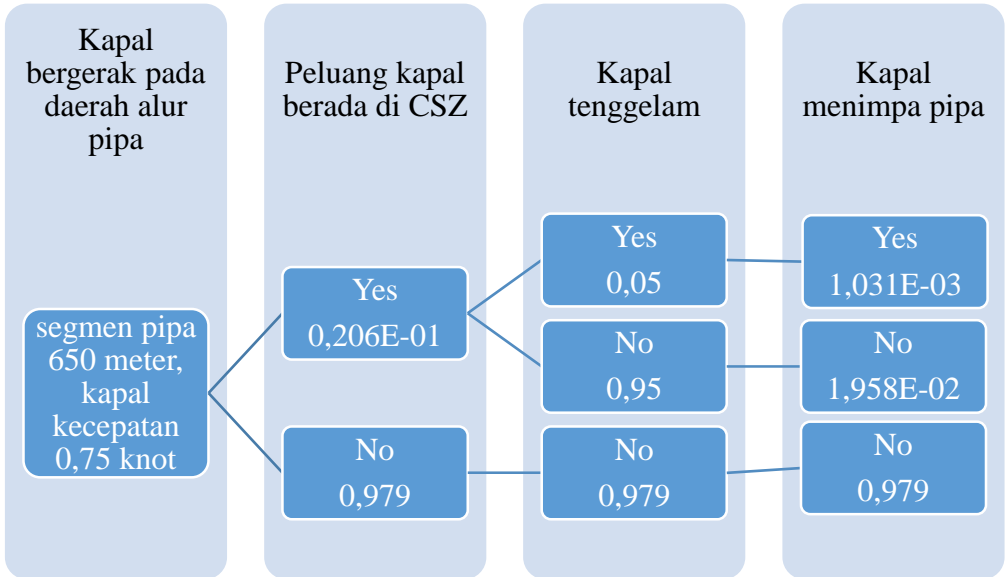 Kapal
bergerak pada
daerah alur
pipa
segmen pipa
650 meter,
kapal
kecepatan
0,75 knot
Peluang kapal
berada di CSZ
Yes
0,206E-01
No
0,979
Kapal
tenggelam
Yes
0,05
No
0,95
No
0,979
Kapal
menimpa pipa
Yes
1,031E-03
No
1,958E-02
No
0,979